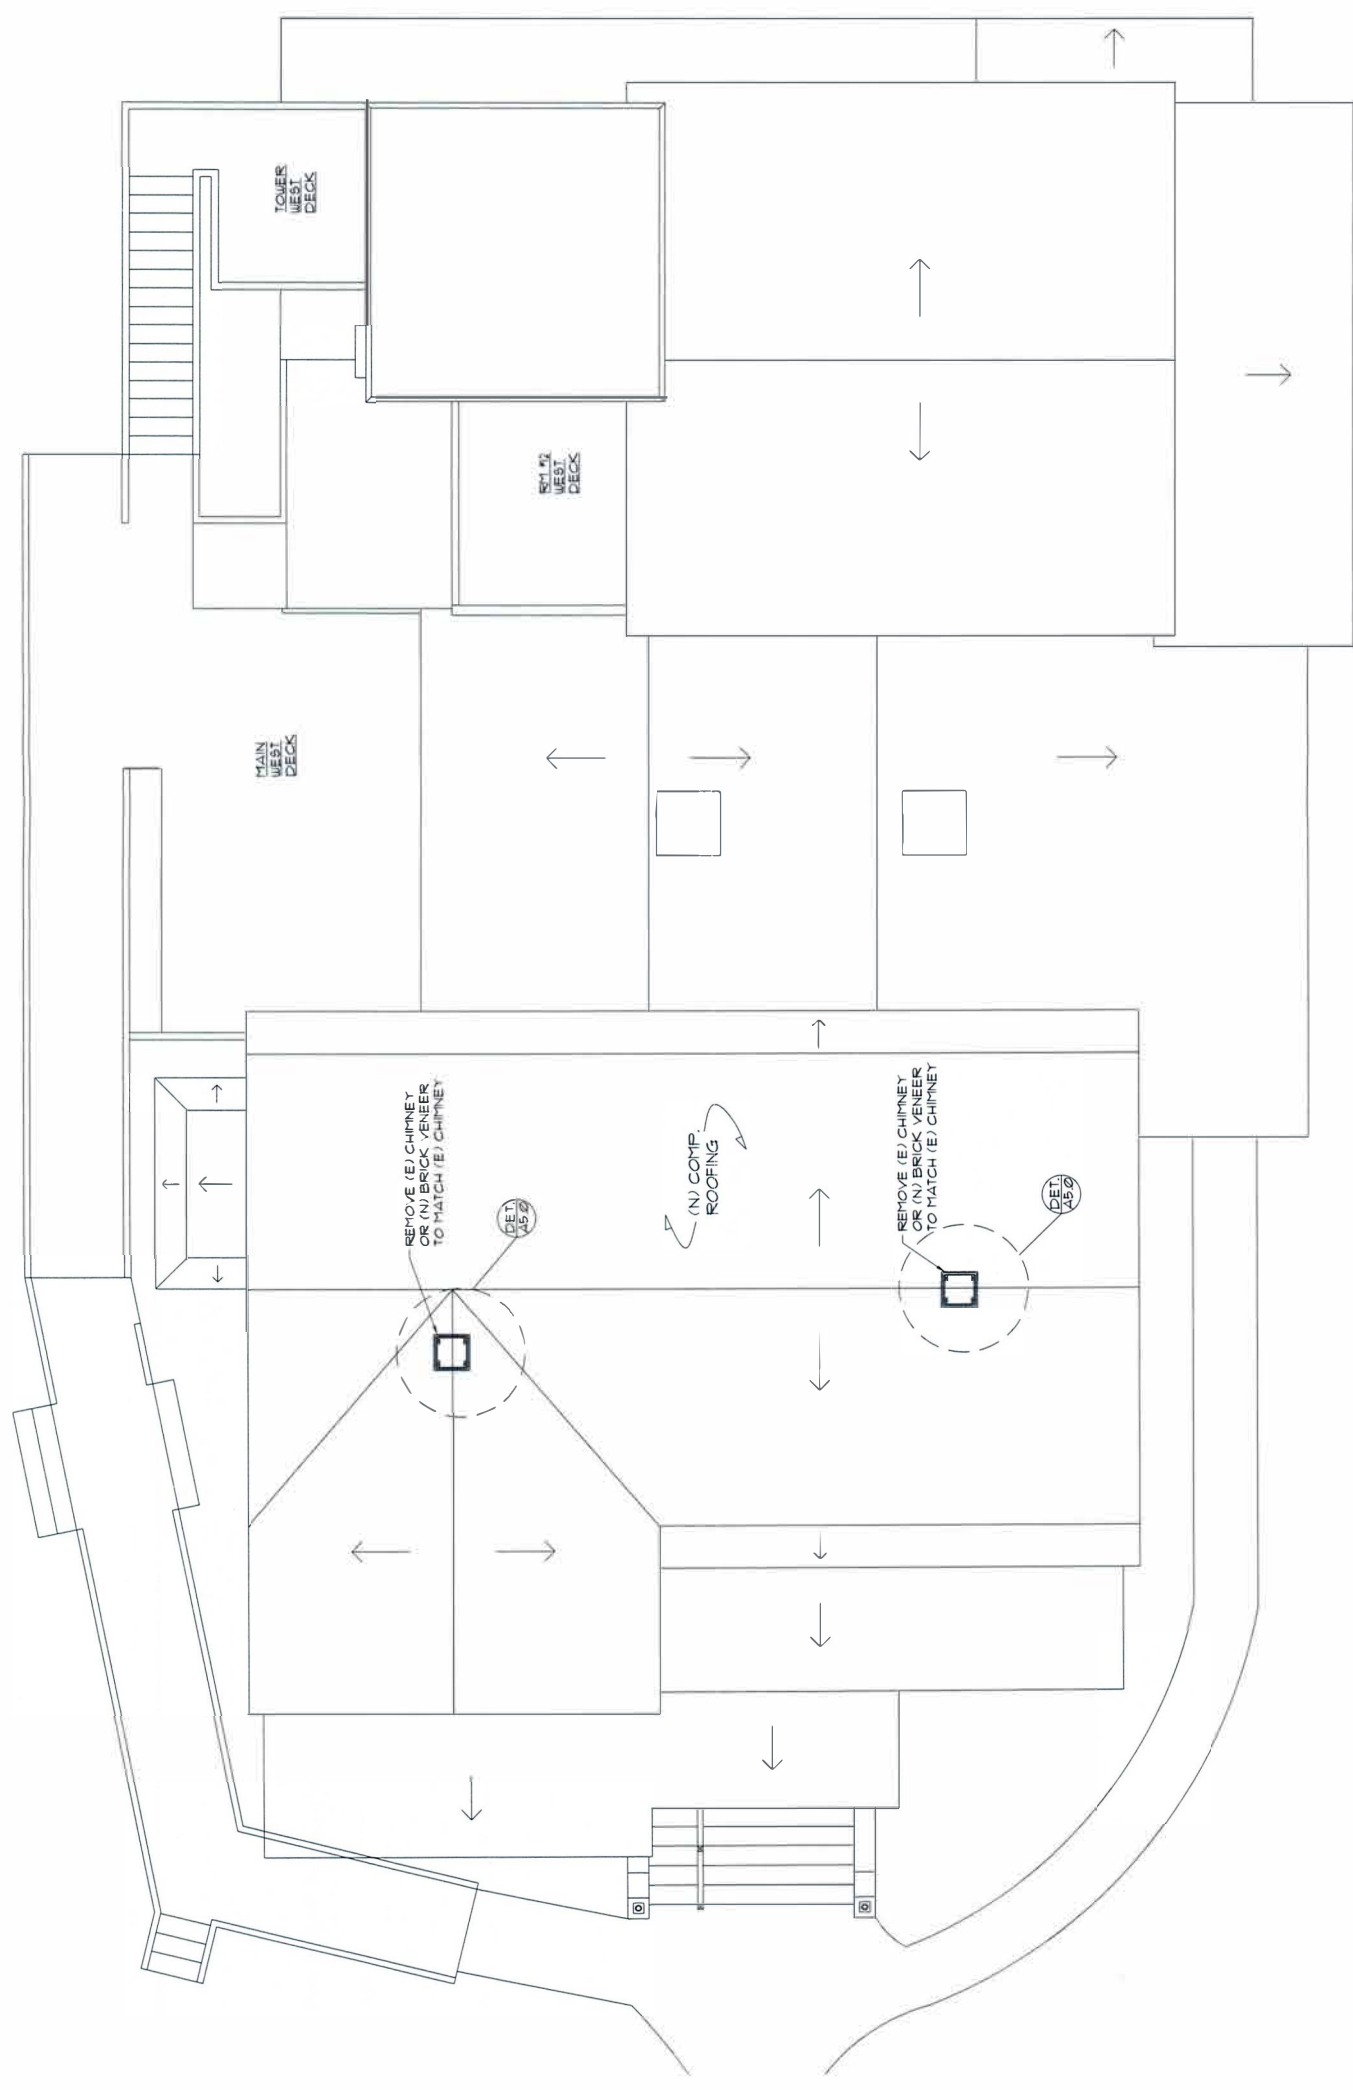 TOWER
WEST
DECK
RM #12
WEST
DECK
MAIN
WEST
DECK
REMOVE (E) CHIMNEY
OR (N) BRICK VENEER
TO MATCH (E) CHIMNEY
DET.
A5.0
(N) COMP.
ROOFING
REMOVE (E) CHIMNEY
OR (N) BRICK VENEER
TO MATCH (E) CHIMNEY
DET.
A5.0